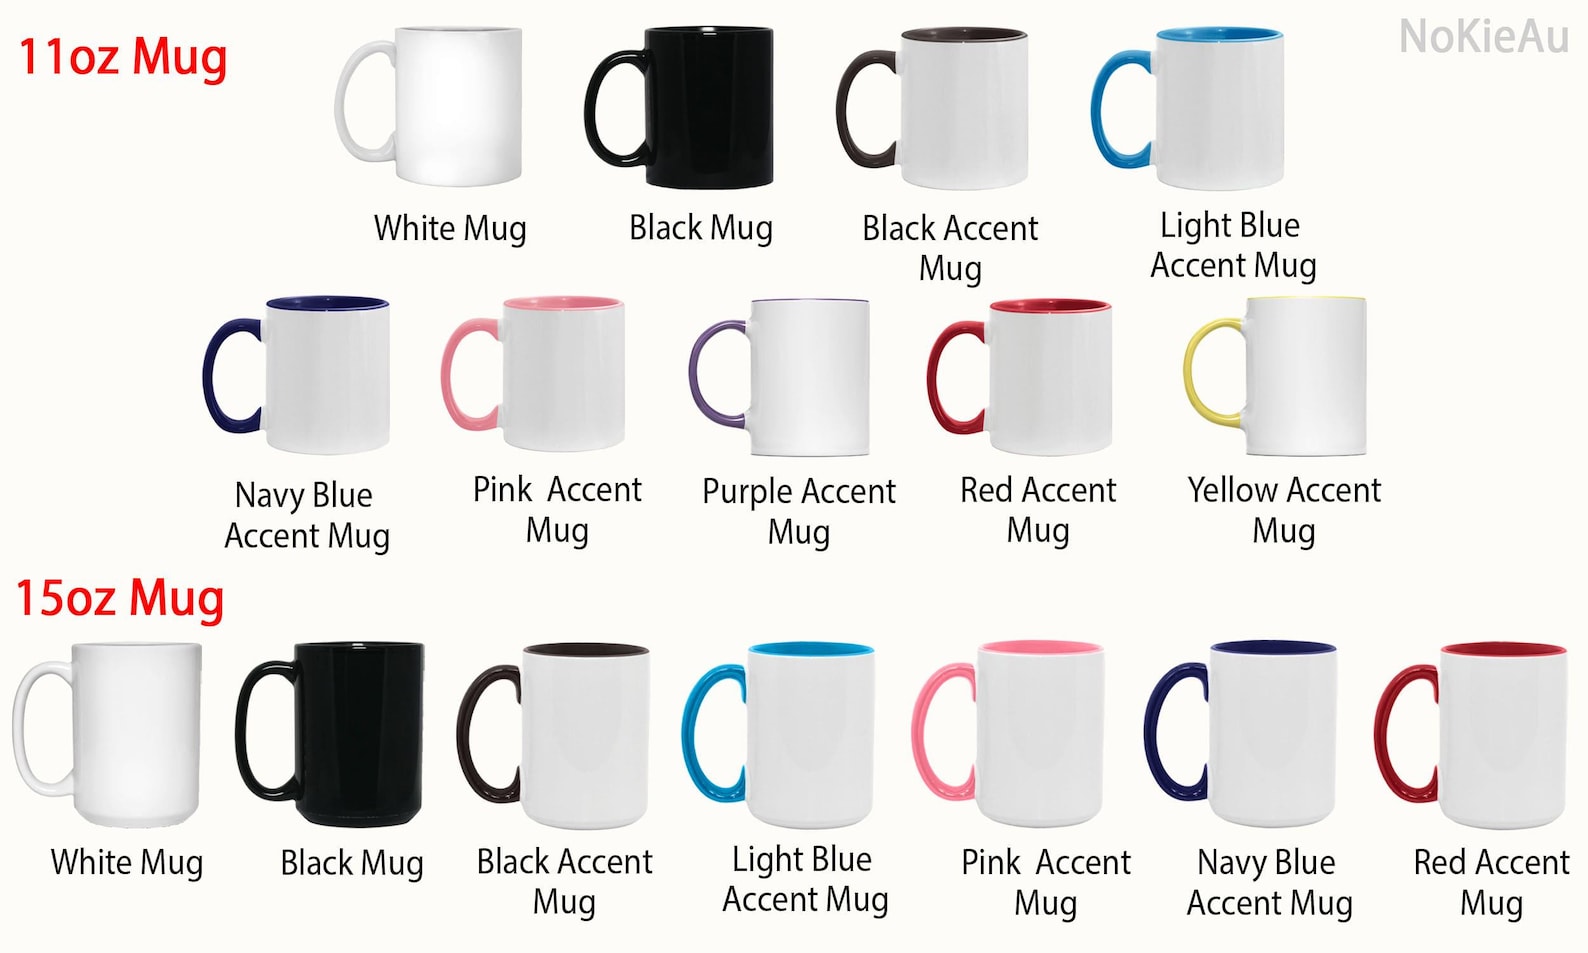 11oz Mug
NoKieAu
White Mug
Black Mug
Black Accent
Mug
Light Blue
Accent Mug
Navy Blue
Accent Mug
Pink  Accent
Mug
Purple Accent
Mug
Red Accent
Mug
Yellow Accent
Mug
15oz Mug
White Mug
Black Mug
Black Accent
Mug
Light Blue
Accent Mug
Pink  Accent
Mug
Navy Blue
Accent Mug
Red Accent
Mug